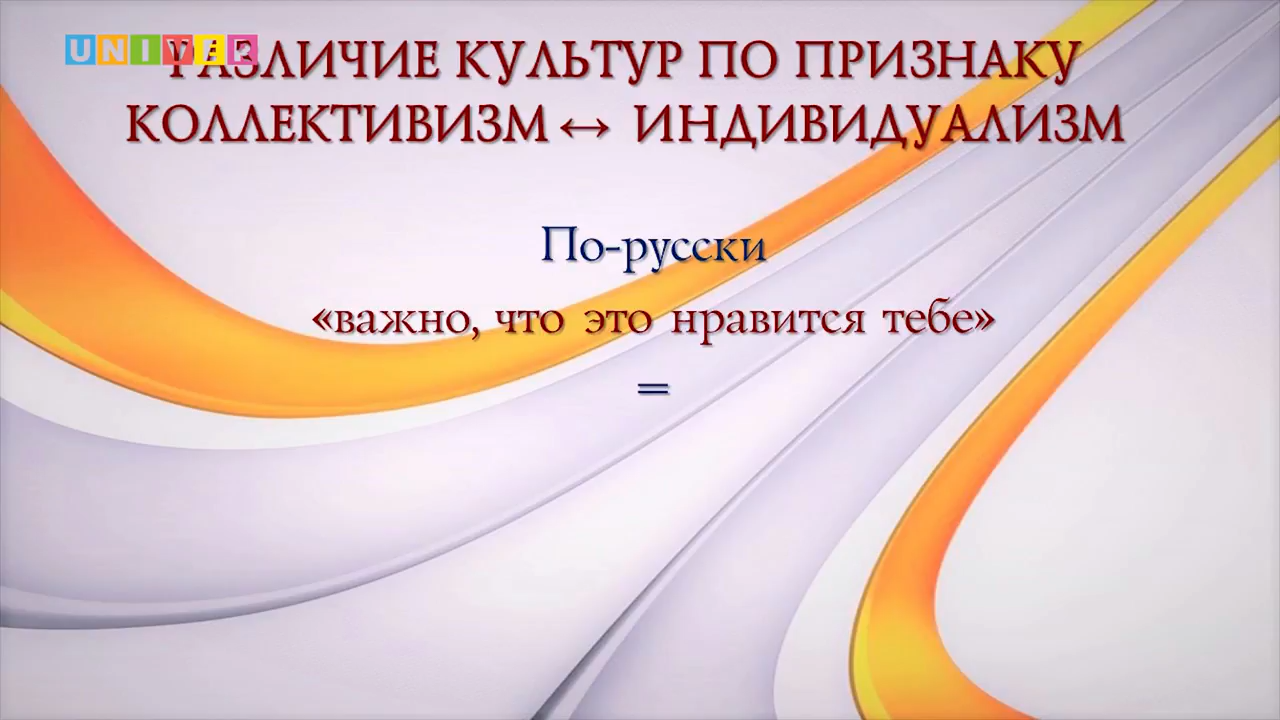 UNIVER
РАЗЛИЧИЕ КУЛЬТУР ПО ПРИЗНАКУ
КОЛЛЕКТИВИЗМ ↔ ИНДИВИДУАЛИЗМ
По-русски
«важно, что это нравится тебе»
=